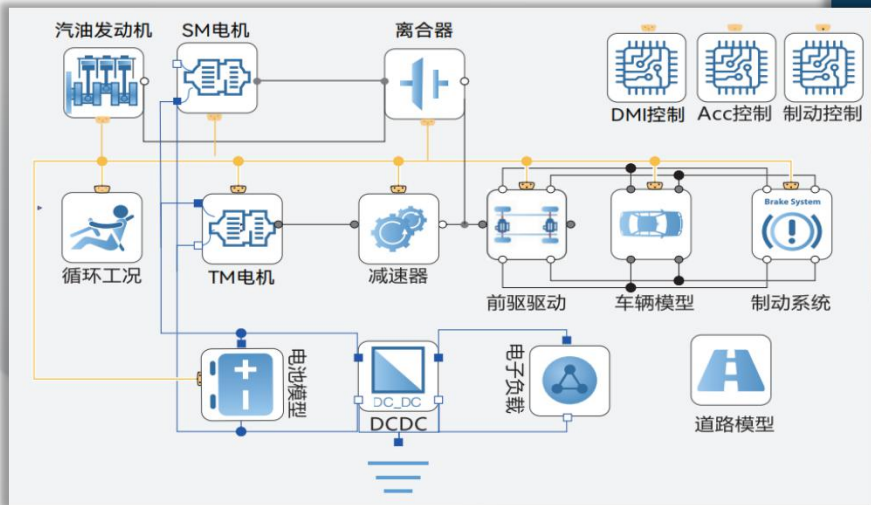 汽油发动机
SM电机
离合器
DMI控制
Acc控制
制动控制
循环工况
TM电机
减速器
前驱驱动
车辆模型
Brake System
制动系统
电池模型
DC_DC
DCDC
电子负载
道路模型